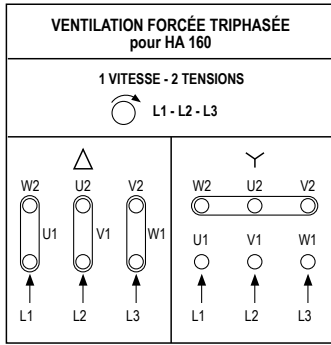 VENTILATION FORCÉE TRIPHASÉE
pour HA 160
1 VITESSE - 2 TENSIONS
L1 - L2 - L3
W2 U2 V2
U1 V1 W1
L1 L2 L3
W2 U2 V2
U1 V1 W1
L1 L2 L3